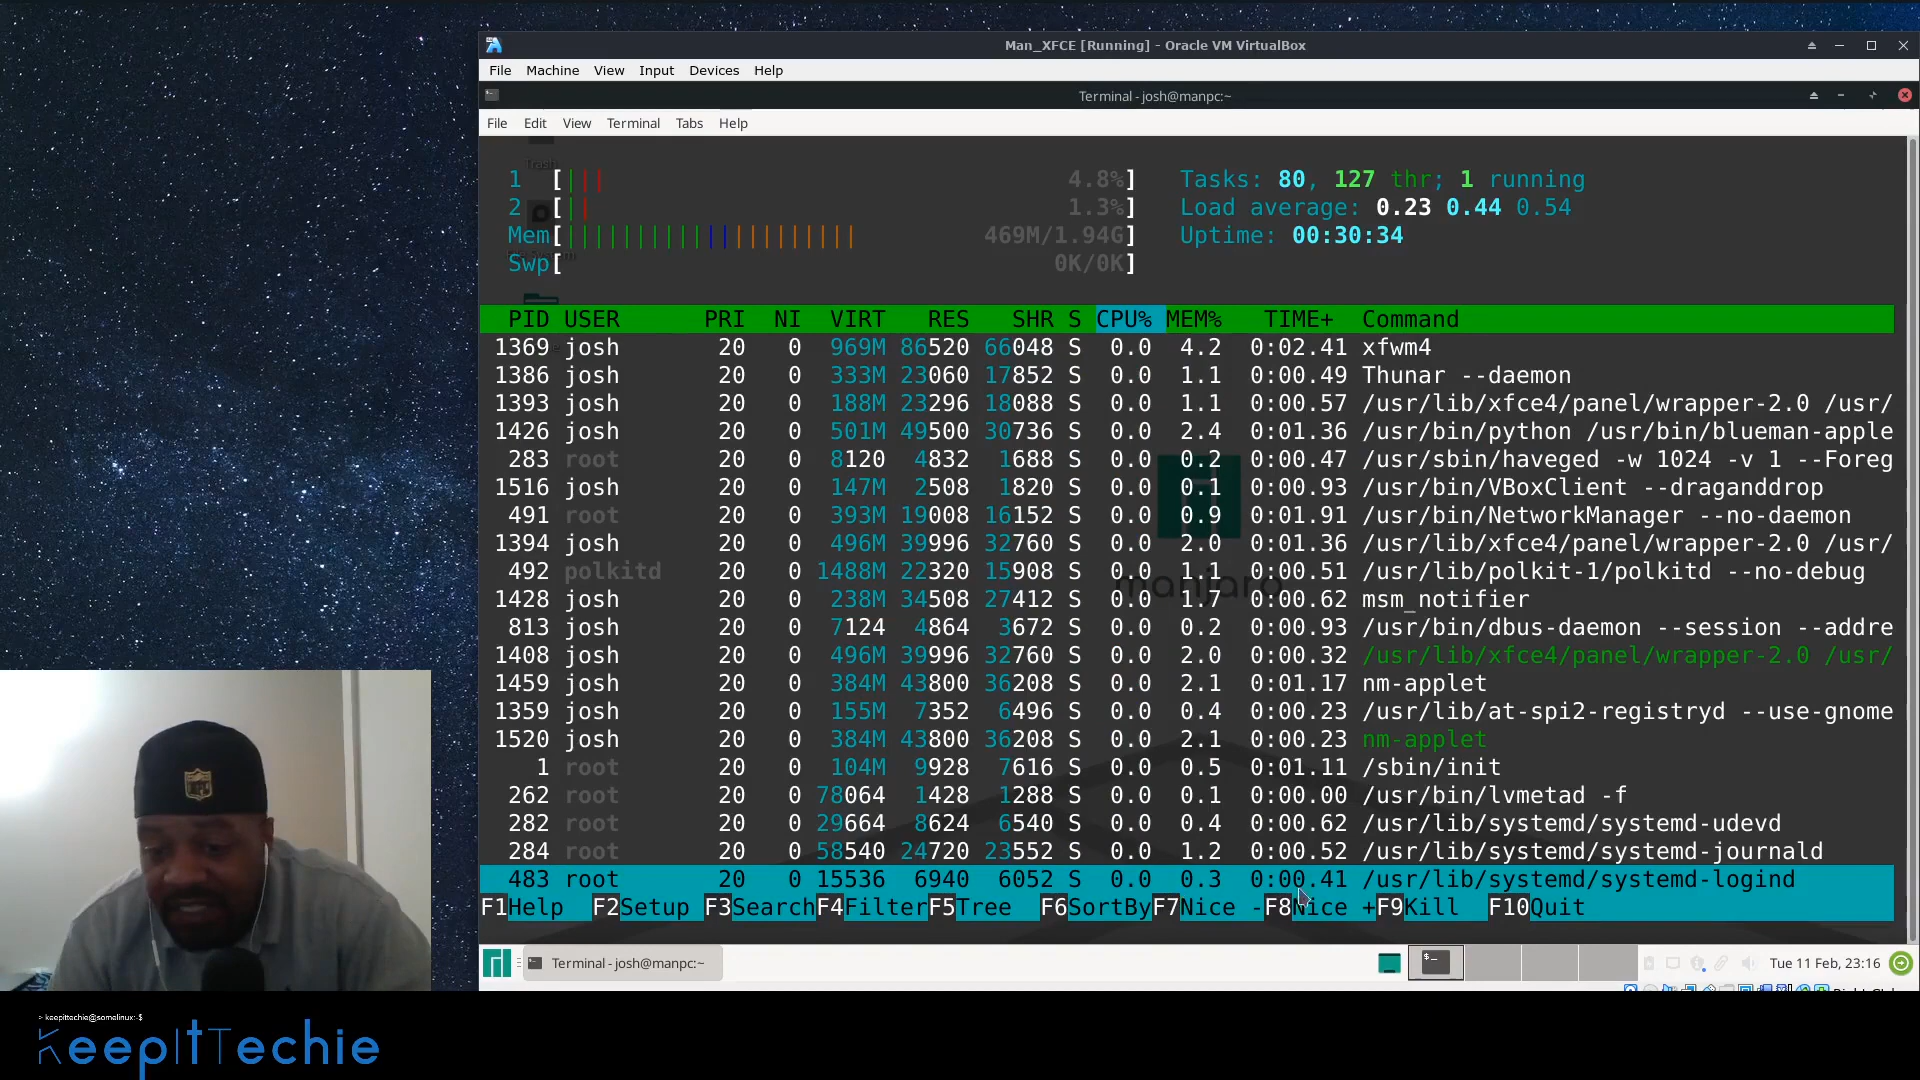 Man_XFCE [Running] - Oracle VM VirtualBox
File Machine View Input Devices Help
Terminal - josh@manpc:~
File Edit View Terminal Tabs Help
Trash
1 [||| 4.8%] Tasks: 80, 127 thr; 1 running
2 [|| 1.3%] Load average: 0.23 0.44 0.54
Mem[||||||||||||||||||||| 469M/1.94G] Uptime: 00:30:34
Swp[ 0K/0K]
PID USER PRI NI VIRT RES SHR S CPU% MEM% TIME+ Command
1369 josh 20 0 969M 86520 66048 S 0.0 4.2 0:02.41 xfwm4
1386 josh 20 0 333M 23060 17852 S 0.0 1.1 0:00.49 Thunar --daemon
1393 josh 20 0 188M 23296 18088 S 0.0 1.1 0:00.57 /usr/lib/xfce4/panel/wrapper-2.0 /usr/
1426 josh 20 0 501M 49500 30736 S 0.0 2.4 0:01.36 /usr/bin/python /usr/bin/blueman-apple
283 root 20 0 8120 4832 1688 S 0.0 0.2 0:00.47 /usr/sbin/haveged -w 1024 -v 1 --Foreg
1516 josh 20 0 147M 2508 1820 S 0.0 0.1 0:00.93 /usr/bin/VBoxClient --draganddrop
491 root 20 0 393M 19008 16152 S 0.0 0.9 0:01.91 /usr/bin/NetworkManager --no-daemon
1394 josh 20 0 496M 39996 32760 S 0.0 2.0 0:01.36 /usr/lib/xfce4/panel/wrapper-2.0 /usr/
492 polkitd 20 0 1488M 22320 15908 S 0.0 1.1 0:00.51 /usr/lib/polkit-1/polkitd --no-debug
manjaro
1428 josh 20 0 238M 34508 27412 S 0.0 1.7 0:00.62 msm_notifier
813 josh 20 0 7124 4864 3672 S 0.0 0.2 0:00.93 /usr/bin/dbus-daemon --session --addre
1408 josh 20 0 496M 39996 32760 S 0.0 2.0 0:00.32 /usr/lib/xfce4/panel/wrapper-2.0 /usr/
1459 josh 20 0 384M 43800 36208 S 0.0 2.1 0:01.17 nm-applet
1359 josh 20 0 155M 7352 6496 S 0.0 0.4 0:00.23 /usr/lib/at-spi2-registryd --use-gnome
1520 josh 20 0 384M 43800 36208 S 0.0 2.1 0:00.23 nm-applet
1 root 20 0 104M 9928 7616 S 0.0 0.5 0:01.11 /sbin/init
262 root 20 0 78064 1428 1288 S 0.0 0.1 0:00.00 /usr/bin/lvmetad -f
282 root 20 0 29664 8624 6540 S 0.0 0.4 0:00.62 /usr/lib/systemd/systemd-udevd
284 root 20 0 58540 24720 23552 S 0.0 1.2 0:00.52 /usr/lib/systemd/systemd-journald
483 root 20 0 15536 6940 6052 S 0.0 0.3 0:00.41 /usr/lib/systemd/systemd-logind
F1Help F2Setup F3SearchF4FilterF5Tree F6SortByF7Nice -F8Nice +F9Kill F10Quit
Terminal - josh@manpc:~ Tue 11 Feb, 23:16
NFL
> keepittechie@somelinux:-$
KeepItTechie